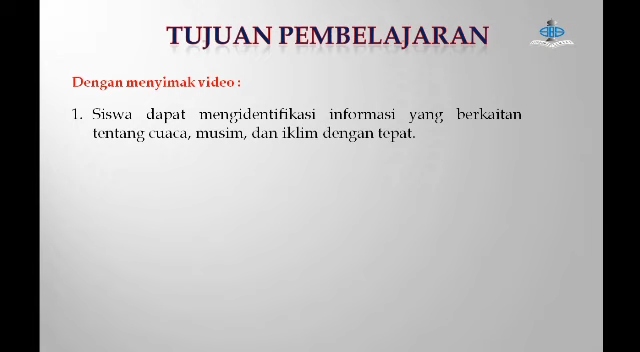 TUJUAN PEMBELAJARAN
Dengan menyimak video :
1. Siswa dapat mengidentifikasi informasi yang berkaitan
tentang cuaca, musim, dan iklim dengan tepat.